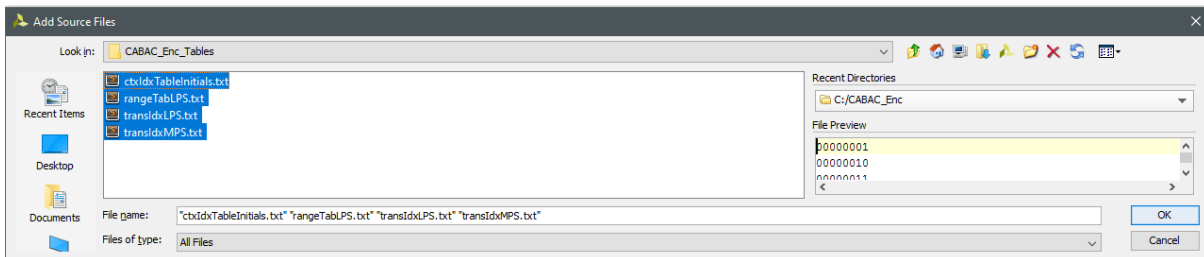 Add Source Files
Look in:
CABAC_Enc_Tables
Recent Items
Desktop
Documents
ctxIdxTableInitials.txt
rangeTabLPS.txt
transIdxLPS.txt
transIdxMPS.txt
Recent Directories
C:/CABAC_Enc
File Preview
00000001
00000010
00000011
File name:
"ctxIdxTableInitials.txt" "rangeTabLPS.txt" "transIdxLPS.txt" "transIdxMPS.txt"
OK
Files of type:
All Files
Cancel